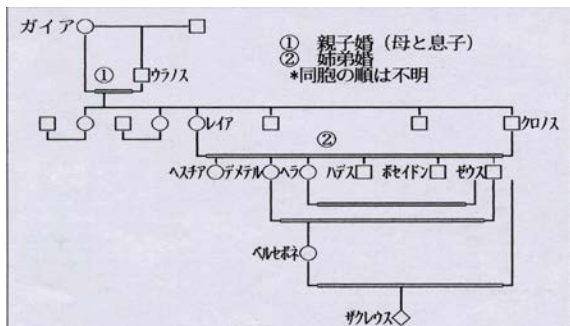 ガイア
① 親子婚（母と息子）
② 姉弟婚
*同胞の順は不明
① ウラノス
レイア クロノス
②
ヘスチア デメテル ヘラ ハデス ポセイドン ゼウス
ペルセポネ
ザクレウス